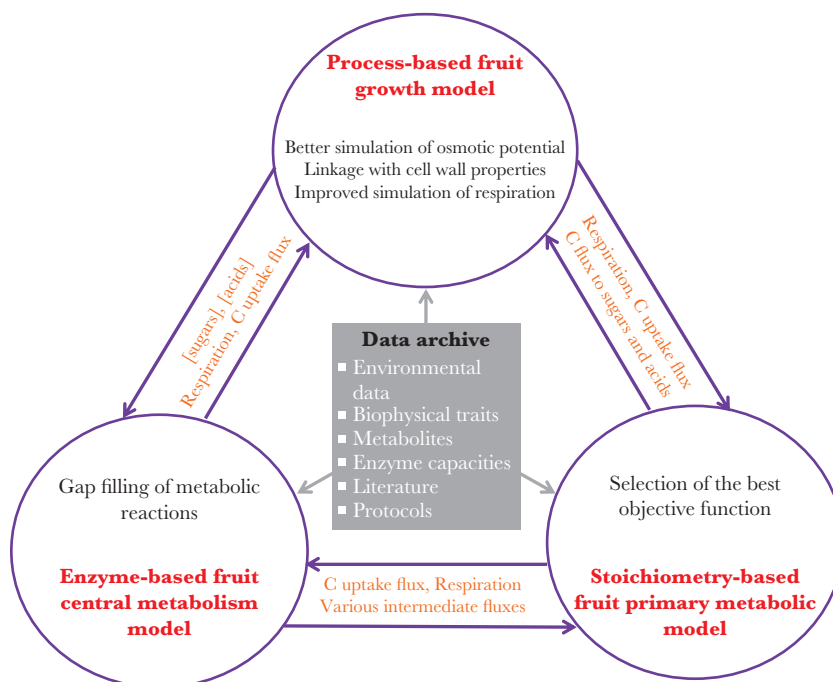 Process-based fruit
growth model
Better simulation of osmotic potential
Linkage with cell wall properties
Improved simulation of respiration
[sugars], [acids]
Respiration, C uptake flux
Respiration, C uptake flux
C flux to sugars and acids
Data archive
■ Environmental
data
■ Biophysical traits
■ Metabolites
■ Enzyme capacities
■ Literature
■ Protocols
Gap filling of metabolic
reactions
Enzyme-based fruit
central metabolism
model
C uptake flux, Respiration
Various intermediate fluxes
Selection of the best
objective function
Stoichiometry-based
fruit primary metabolic
model